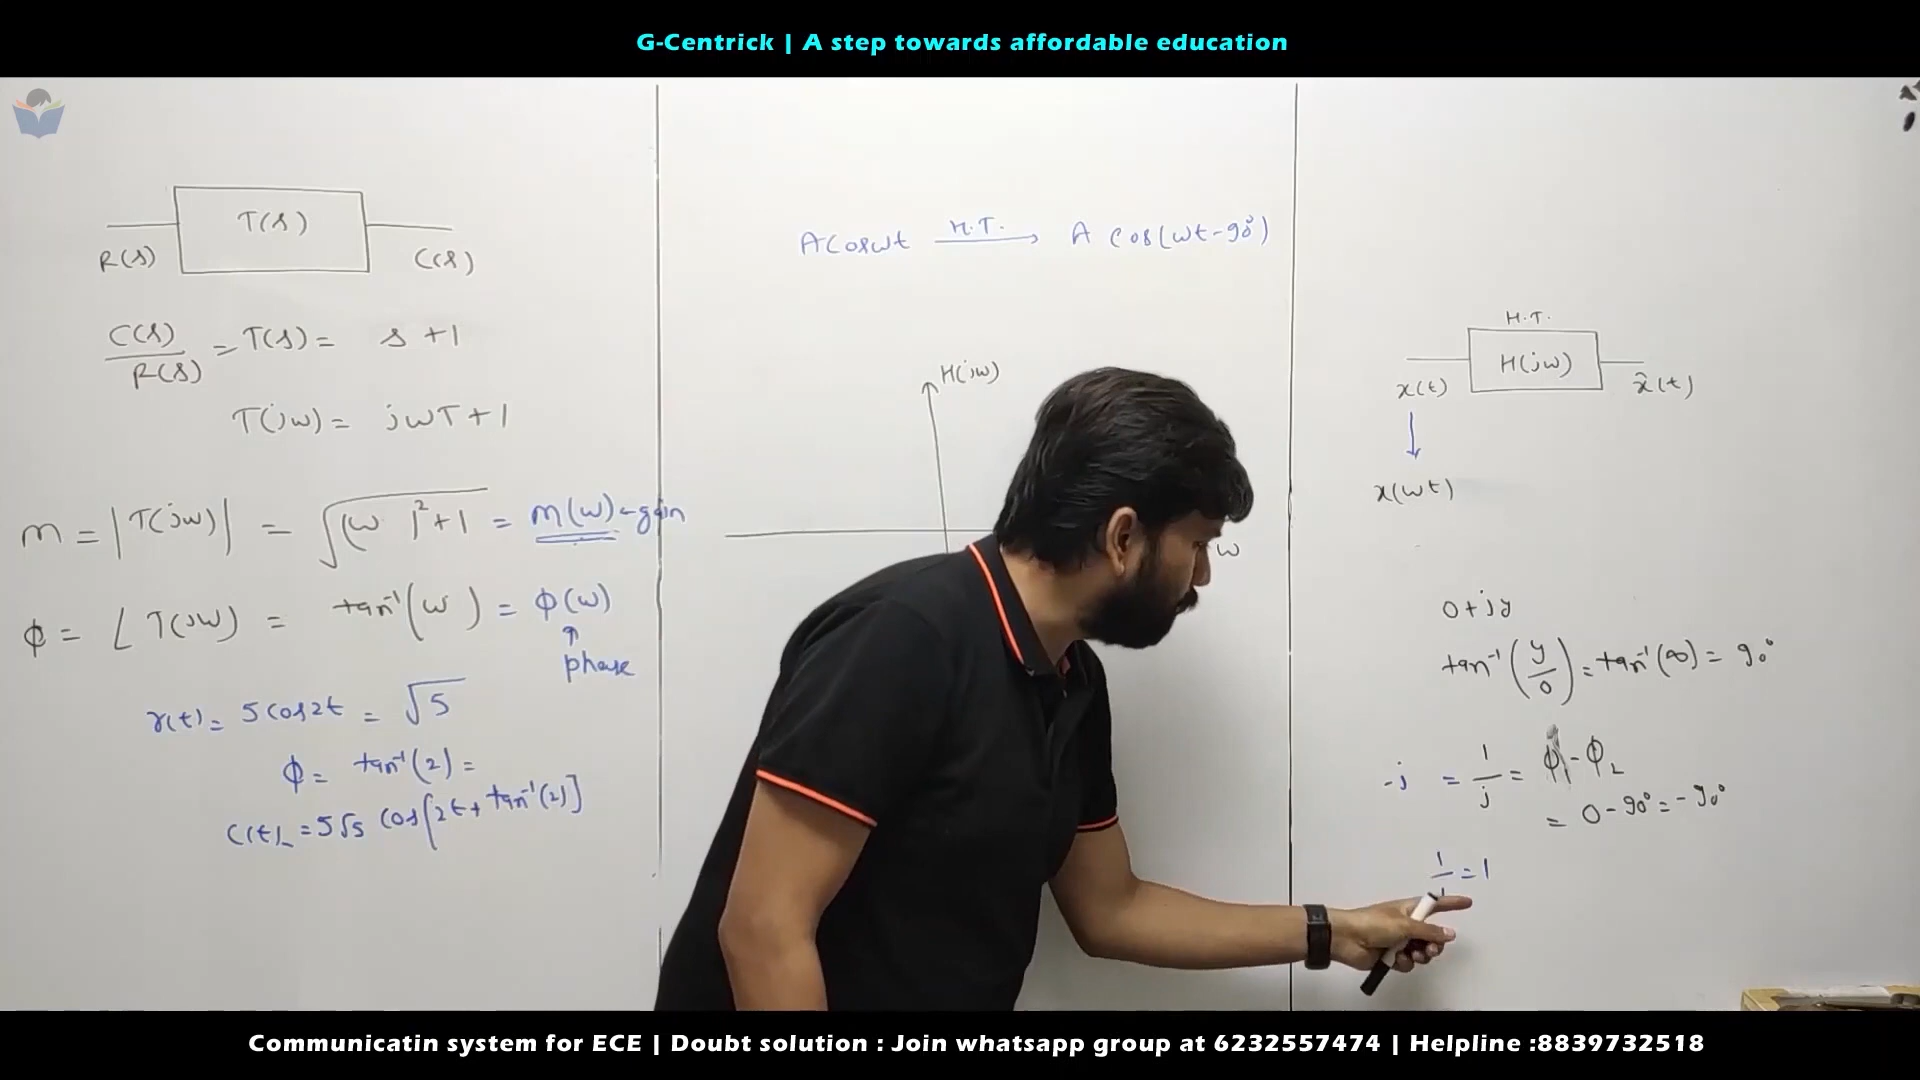 G-Centrick | A step towards affordable education
T(s)
R(s) C(s)
C(s)/R(s) = T(s) = s + 1
T(jω) = jωT + 1
m = |T(jω)| = √((ω )² + 1 = m(ω) ← gain
ϕ = ∠T(jω) = tan⁻¹(ω ) = ϕ(ω)
↑
phase
r(t) = 5 cos2t = √5
ϕ = tan⁻¹(2) =
C(t) = 5√5 cos[2t + tan⁻¹(2)]
A cosωt H.T. → A cos(ωt - 90°)
H(jω)
ω
H.T.
H(jω)
x(t) x̂(t)
↓
x(ωt)
0 + jy
tan⁻¹(y/0) = tan⁻¹(∞) = 90°
-j = 1/j = ϕ₁ - ϕ₂
= 0 - 90° = -90°
1/1 = 1
Communicatin system for ECE | Doubt solution : Join whatsapp group at 6232557474 | Helpline :8839732518